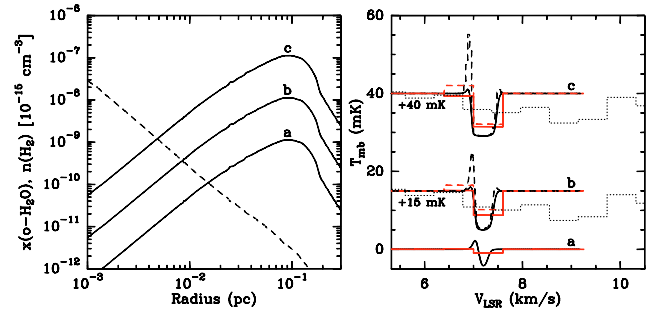 x(o-H₂O), n(H₂) [10⁻¹⁵ cm⁻³]
10⁻⁶
10⁻⁷
10⁻⁸
10⁻⁹
10⁻¹⁰
10⁻¹¹
10⁻¹²
c
b
a
10⁻³
10⁻²
10⁻¹
Radius (pc)
T_mb (mK)
60
40
20
0
c
+40 mK
b
+15 mK
a
6
8
10
V_LSR (km/s)